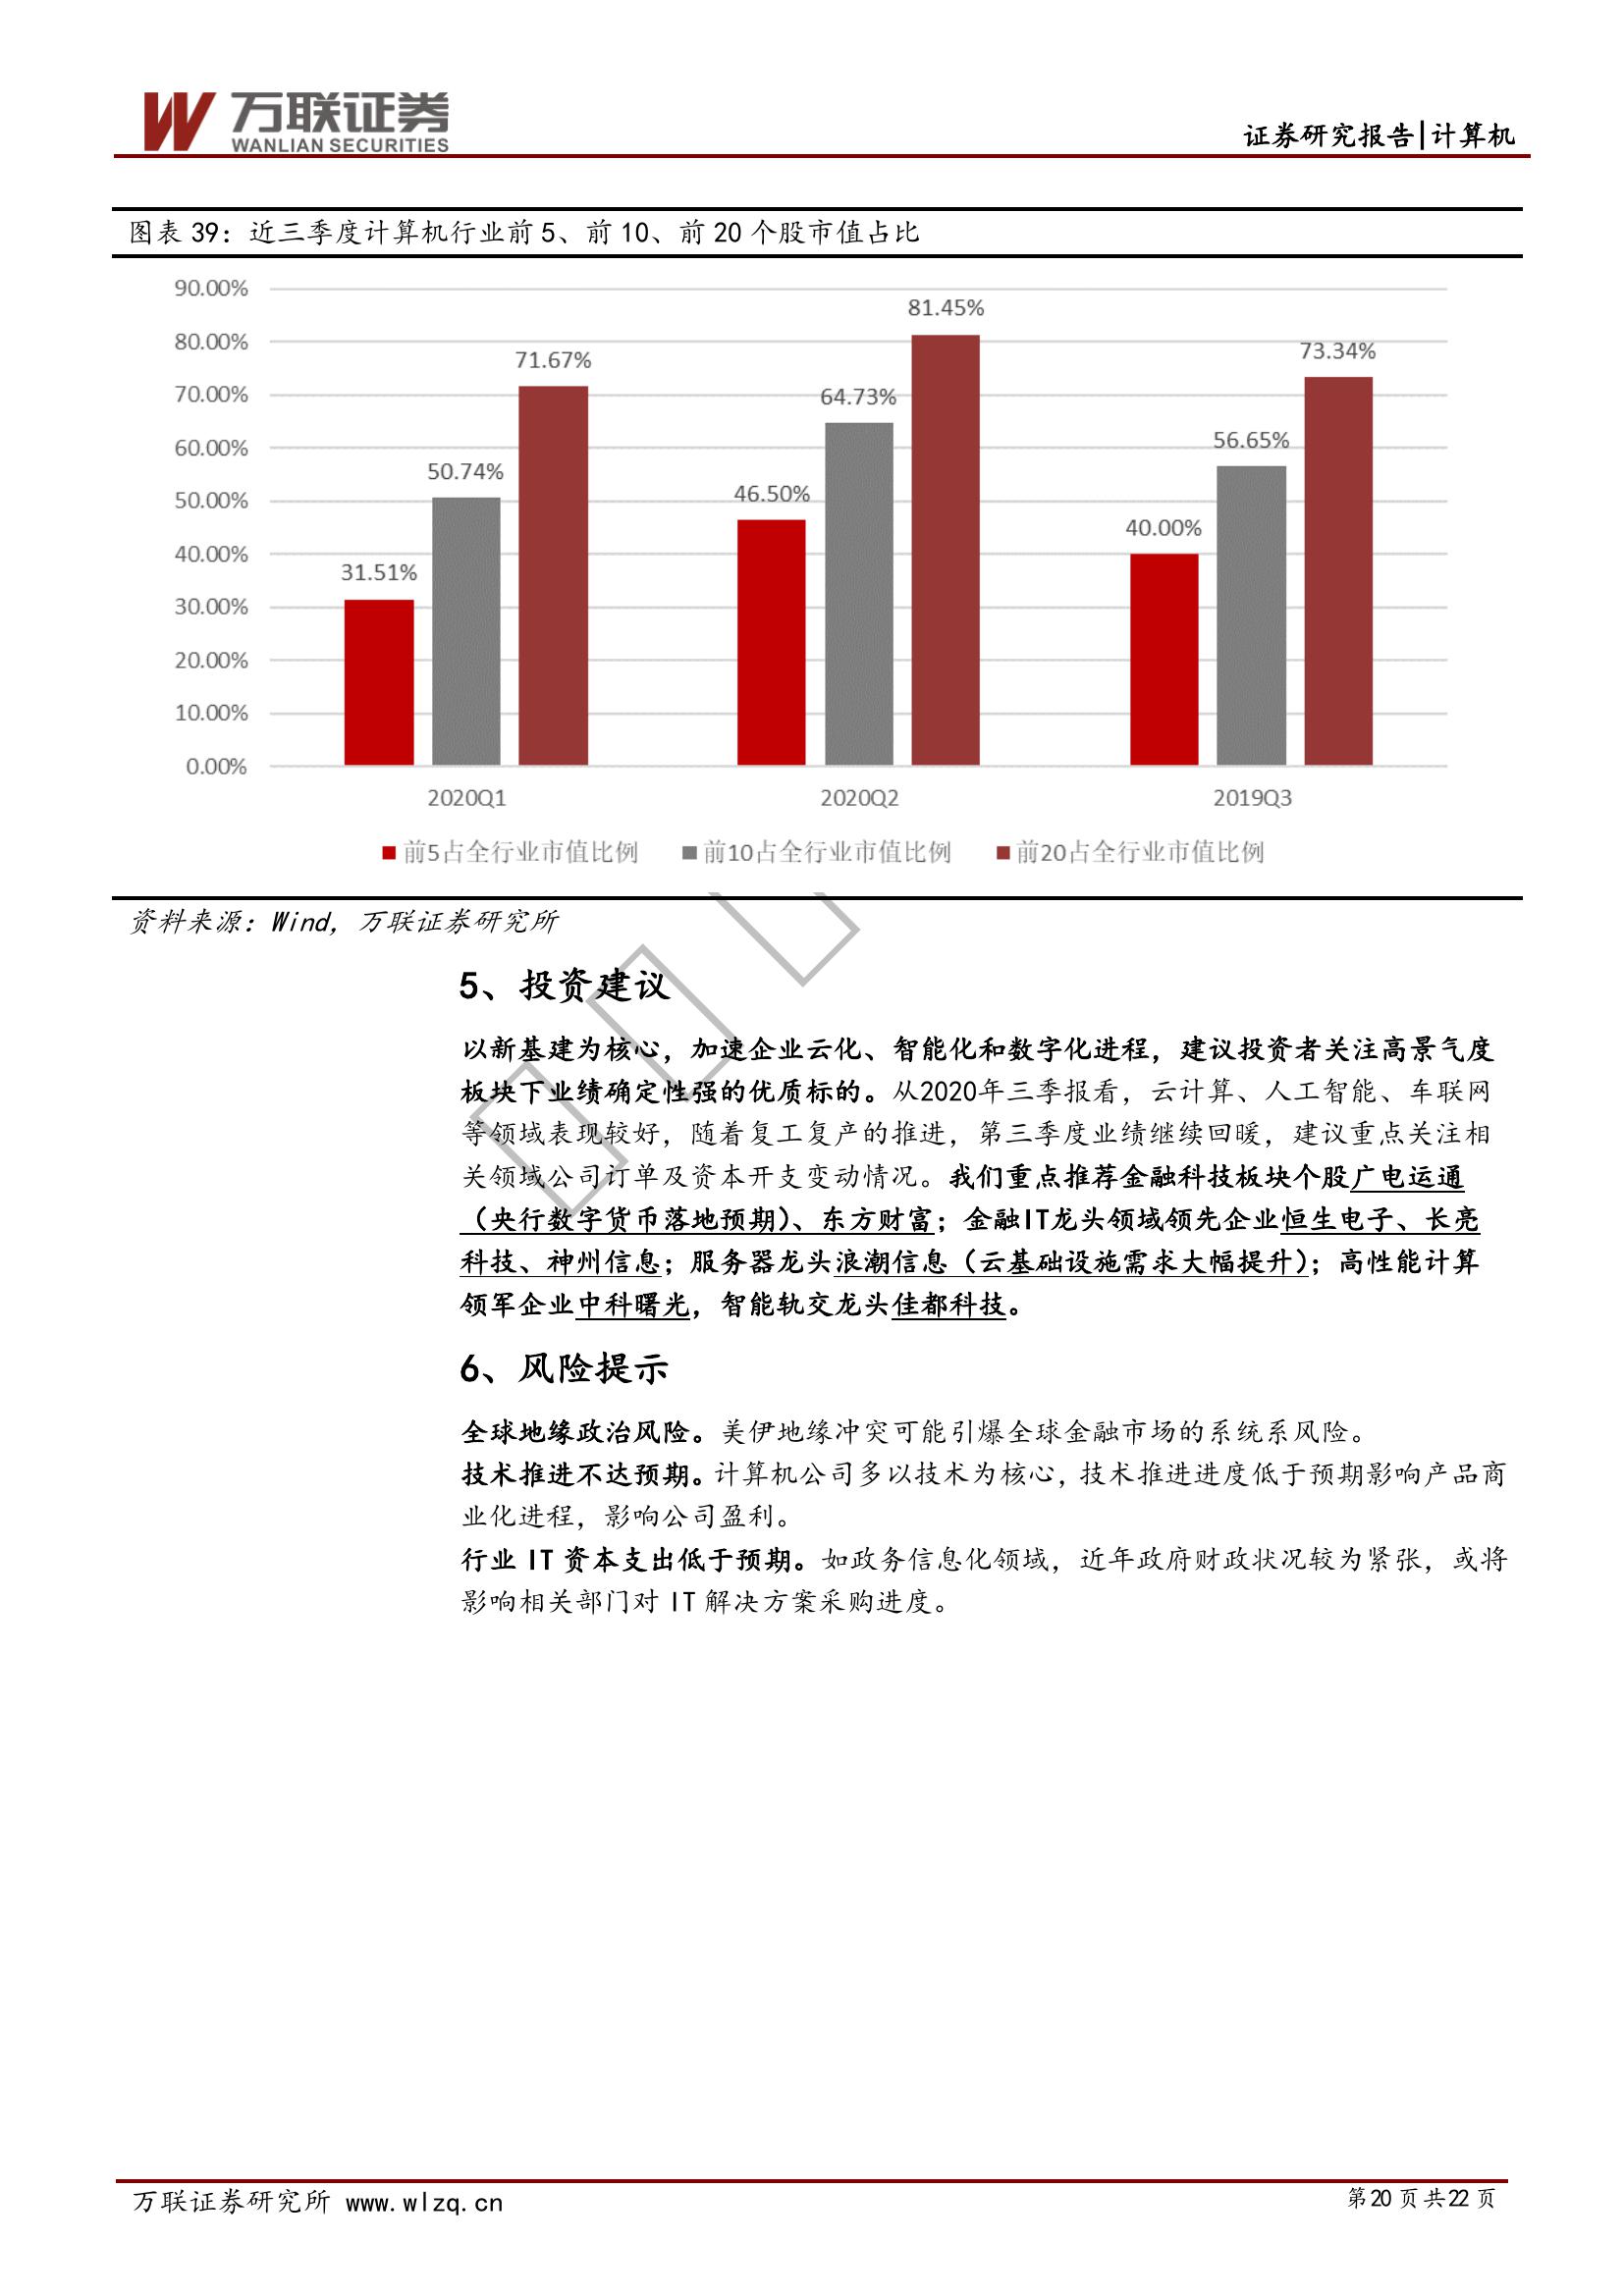 万联证券
WANLIAN SECURITIES
证券研究报告|计算机
图表 39：近三季度计算机行业前 5、前 10、前 20 个股市值占比
90.00%
80.00%
70.00%
60.00%
50.00%
40.00%
30.00%
20.00%
10.00%
0.00%
31.51%
50.74%
71.67%
46.50%
64.73%
81.45%
40.00%
56.65%
73.34%
2020Q1
2020Q2
2019Q3
前5占全行业市值比例
前10占全行业市值比例
前20占全行业市值比例
资料来源：Wind，万联证券研究所
5、投资建议
以新基建为核心，加速企业云化、智能化和数字化进程，建议投资者关注高景气度
板块下业绩确定性强的优质标的。从2020年三季报看，云计算、人工智能、车联网
等领域表现较好，随着复工复产的推进，第三季度业绩继续回暖，建议重点关注相
关领域公司订单及资本开支变动情况。我们重点推荐金融科技板块个股广电运通
（央行数字货币落地预期）、东方财富；金融IT龙头领域领先企业恒生电子、长亮
科技、神州信息；服务器龙头浪潮信息（云基础设施需求大幅提升）；高性能计算
领军企业中科曙光，智能轨交龙头佳都科技。
6、风险提示
全球地缘政治风险。美伊地缘冲突可能引爆全球金融市场的系统系风险。
技术推进不达预期。计算机公司多以技术为核心，技术推进进度低于预期影响产品商
业化进程，影响公司盈利。
行业 IT 资本支出低于预期。如政务信息化领域，近年政府财政状况较为紧张，或将
影响相关部门对 IT 解决方案采购进度。
万联证券研究所 www.wlzq.cn
第20 页 共22 页